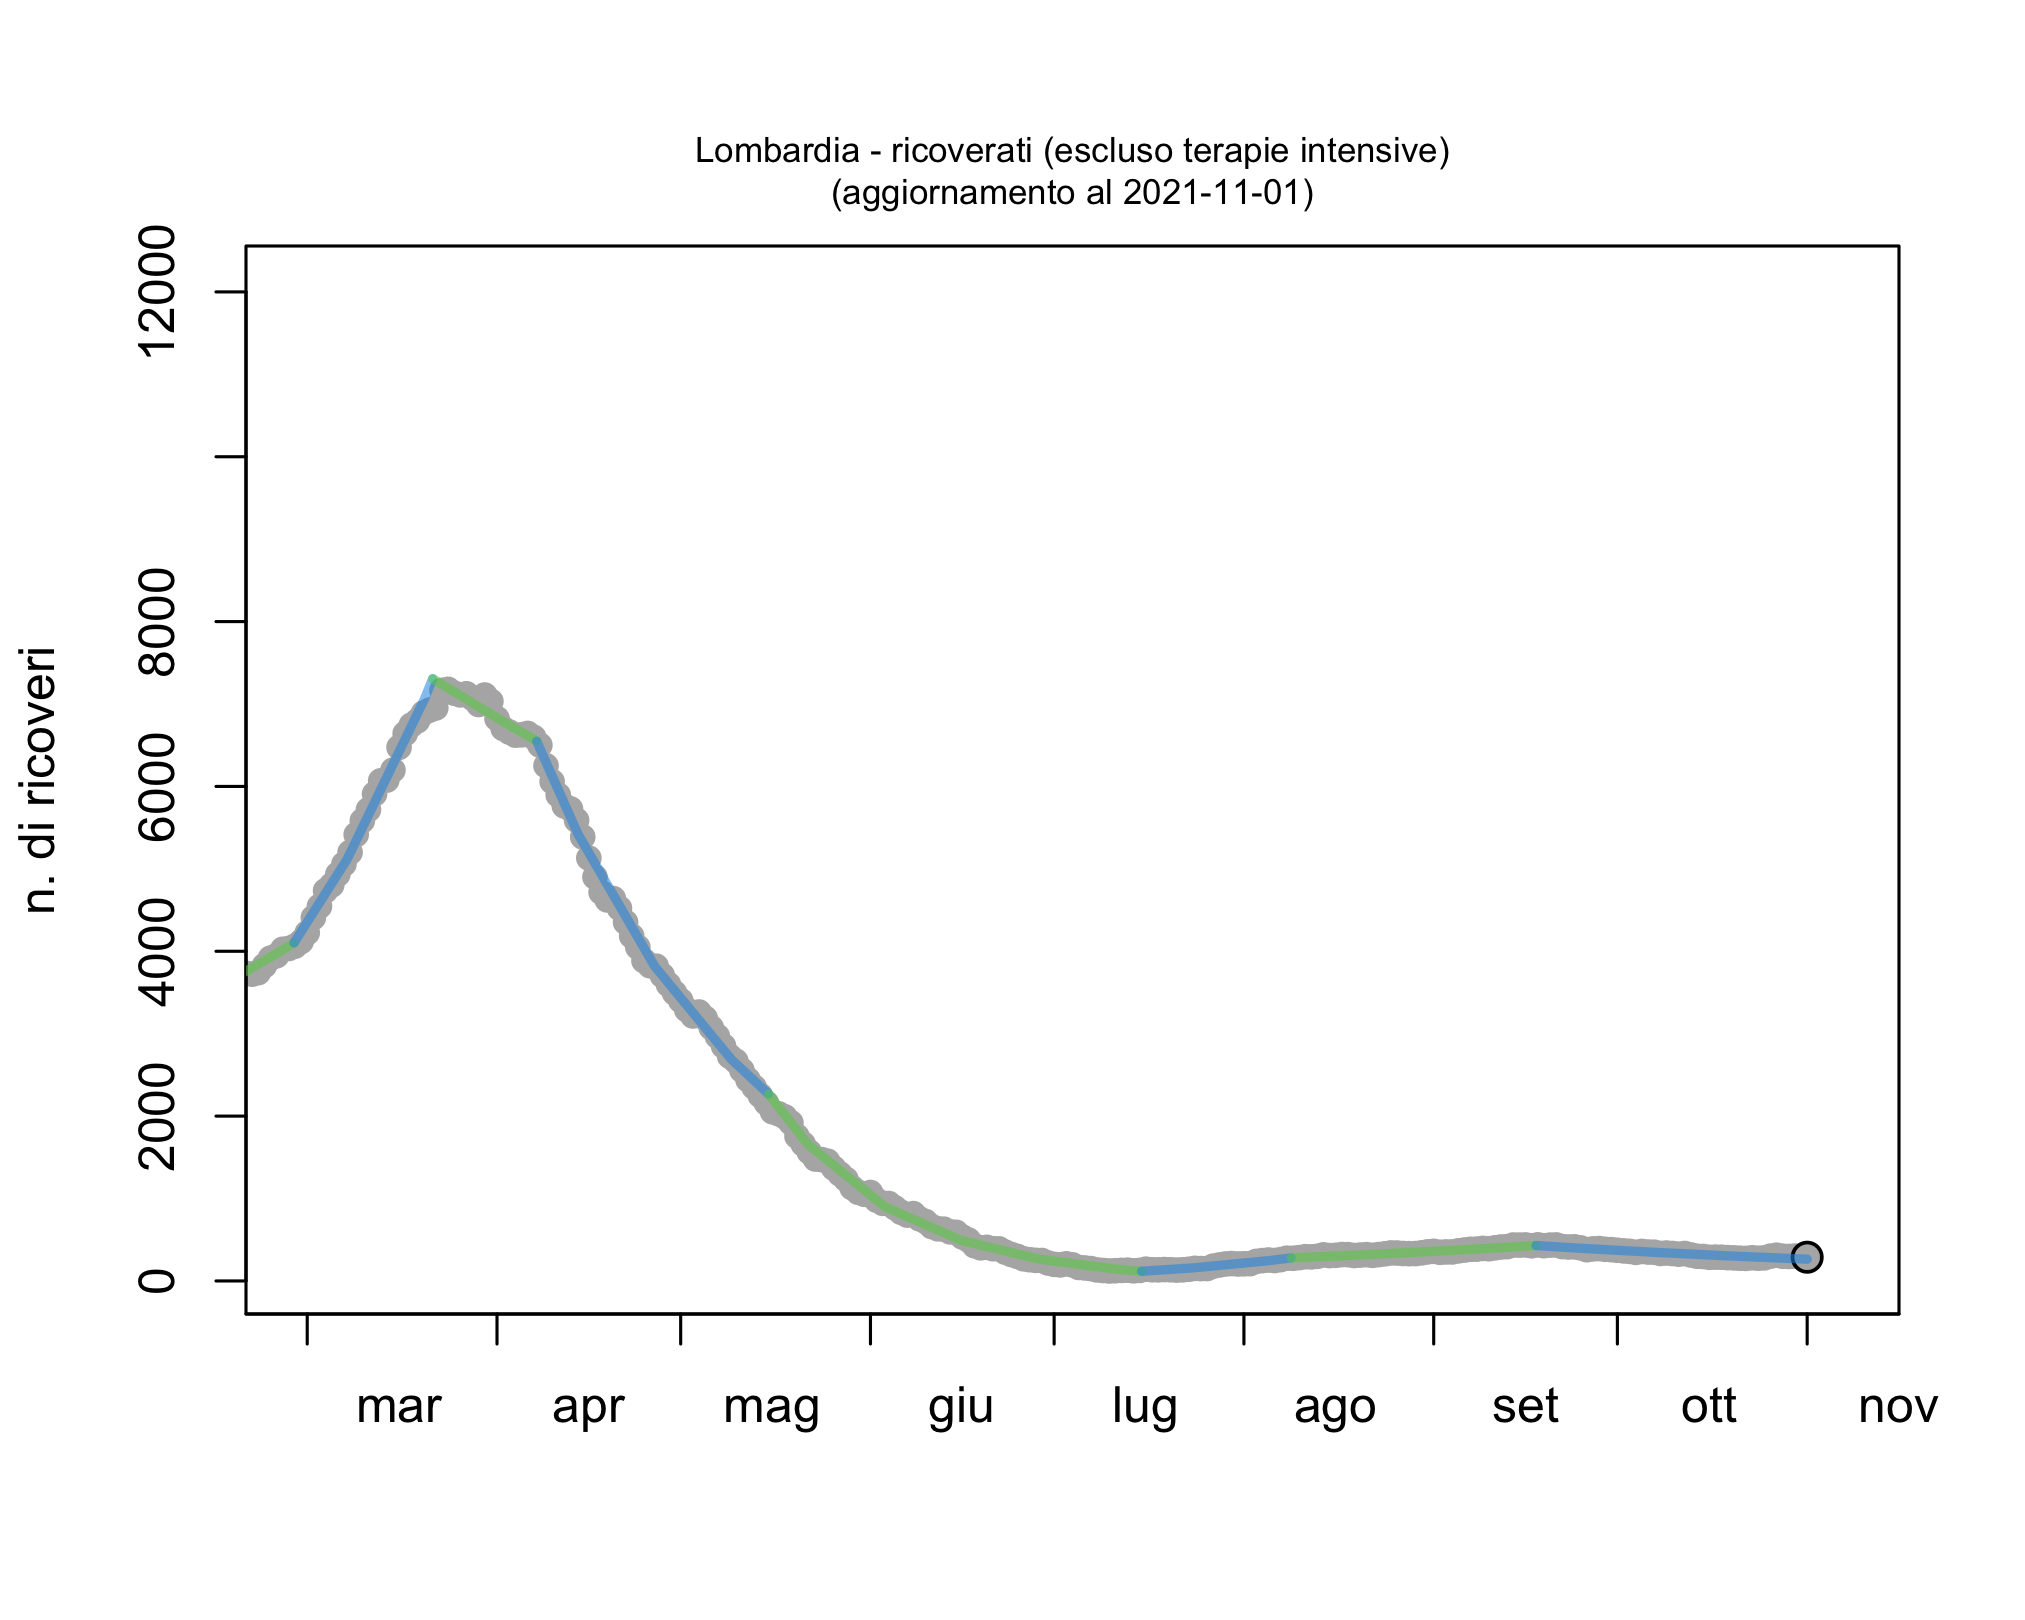 Lombardia - ricoverati (escluso terapie intensive)
(aggiornamento al 2021-11-01)
n. di ricoveri
12000
8000
6000
4000
2000
0
mar apr mag giu lug ago set ott nov